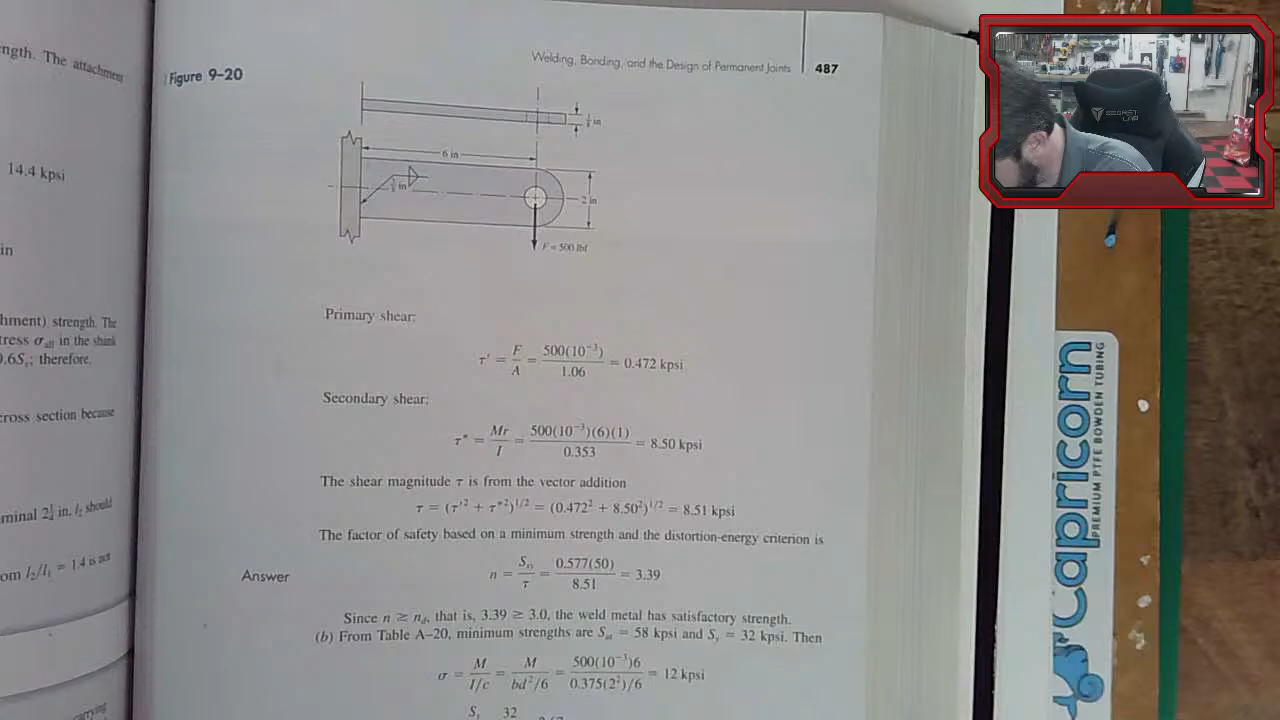 ength. The attachment
14.4 kpsi
in
hment) strength. The
tress σall in the shank
0.6Sy; therefore,
cross section because
minal 2¼ in, l2 should
om l2/l1 = 1.4 is not
carrying
Welding, Bonding, and the Design of Permanent Joints | 487
Figure 9–20
6 in
2 in
F = 500 lbf
Primary shear:
τ′ = F/A = 500(10⁻³)/1.06 = 0.472 kpsi
Secondary shear:
τ″ = Mr/I = 500(10⁻³)(6)(1)/0.353 = 8.50 kpsi
The shear magnitude τ is from the vector addition
τ = (τ′² + τ″²)^1/2 = (0.472² + 8.50²)^1/2 = 8.51 kpsi
The factor of safety based on a minimum strength and the distortion-energy criterion is
Answer n = Ssy/τ = 0.577(50)/8.51 = 3.39
Since n ≥ nd, that is, 3.39 ≥ 3.0, the weld metal has satisfactory strength.
(b) From Table A–20, minimum strengths are Sut = 58 kpsi and Sy = 32 kpsi. Then
σ = M/(I/c) = M/(bd²/6) = 500(10⁻³)6/(0.375(2²)/6) = 12 kpsi
Sy 32
SECRET
LAB
Capricorn
PREMIUM PTFE BOWDEN TUBING